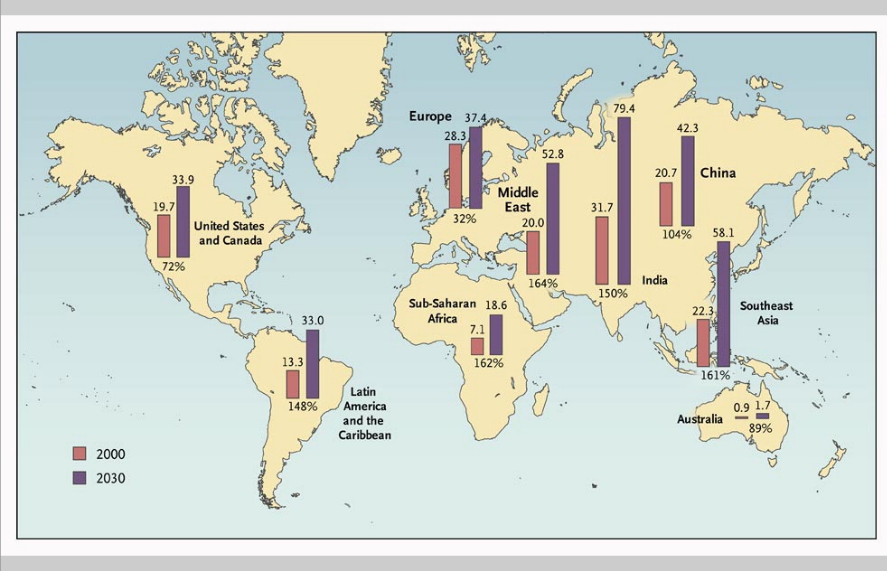 Europe
37.4
28.3
32%
79.4
31.7
150%
India
42.3
20.7
China
104%
52.8
Middle
East
20.0
164%
33.9
19.7
United States
and Canada
72%
58.1
22.3
Southeast
Asia
161%
Sub-Saharan
Africa
18.6
7.1
162%
33.0
13.3
148%
Latin
America
and the
Caribbean
Australia
0.9
1.7
89%
2000
2030